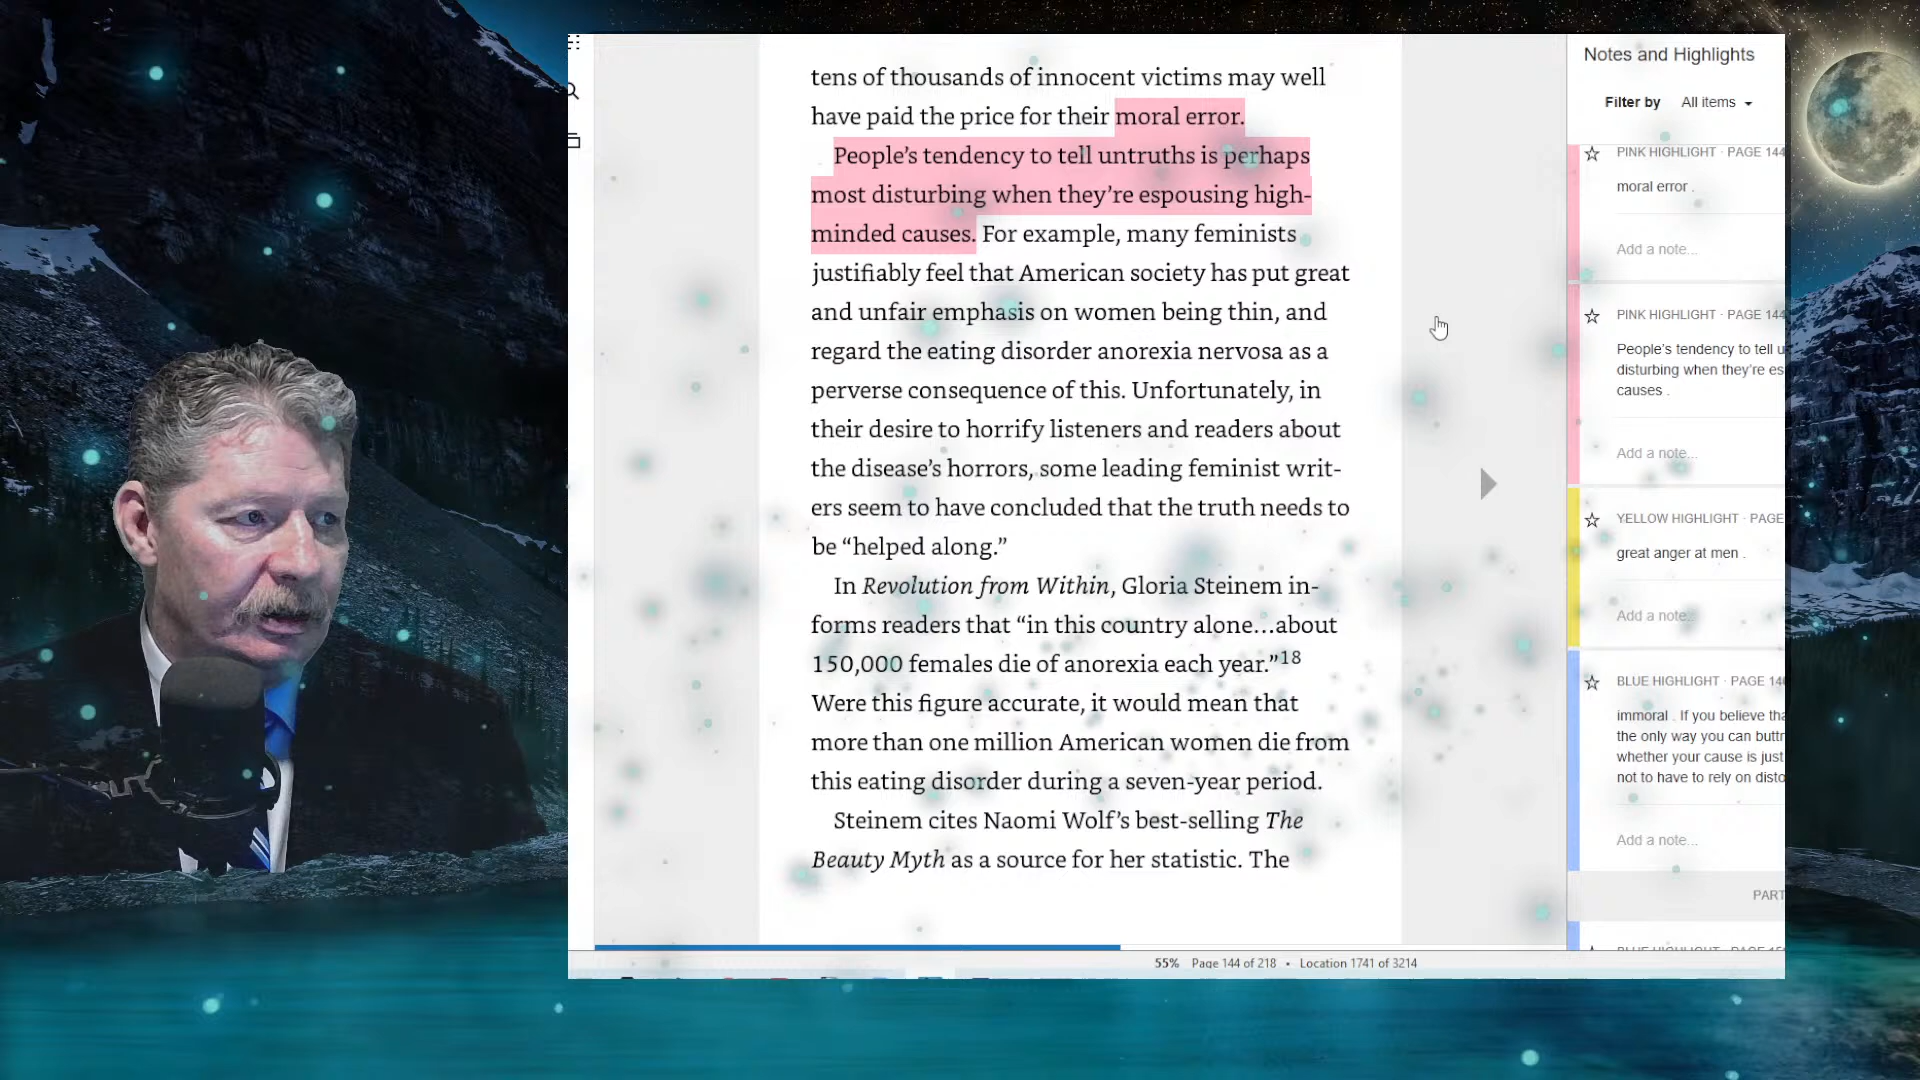 tens of thousands of innocent victims may well
have paid the price for their moral error.
People's tendency to tell untruths is perhaps
most disturbing when they're espousing high-
minded causes. For example, many feminists
justifiably feel that American society has put great
and unfair emphasis on women being thin, and
regard the eating disorder anorexia nervosa as a
perverse consequence of this. Unfortunately, in
their desire to horrify listeners and readers about
the disease's horrors, some leading feminist writ-
ers seem to have concluded that the truth needs to
be “helped along.”
In Revolution from Within, Gloria Steinem in-
forms readers that “in this country alone...about
150,000 females die of anorexia each year.”18
Were this figure accurate, it would mean that
more than one million American women die from
this eating disorder during a seven-year period.
Steinem cites Naomi Wolf's best-selling The
Beauty Myth as a source for her statistic. The
55% Page 144 of 218 • Location 1741 of 3214
Notes and Highlights
Filter by All items
PINK HIGHLIGHT · PAGE 144
moral error .
Add a note...
PINK HIGHLIGHT · PAGE 144
People's tendency to tell u
disturbing when they're es
causes .
Add a note...
YELLOW HIGHLIGHT · PAGE
great anger at men .
Add a note...
BLUE HIGHLIGHT · PAGE 146
immoral . If you believe tha
the only way you can buttr
whether your cause is just
not to have to rely on disto
Add a note...
PART
BLUE HIGHLIGHT · PAGE